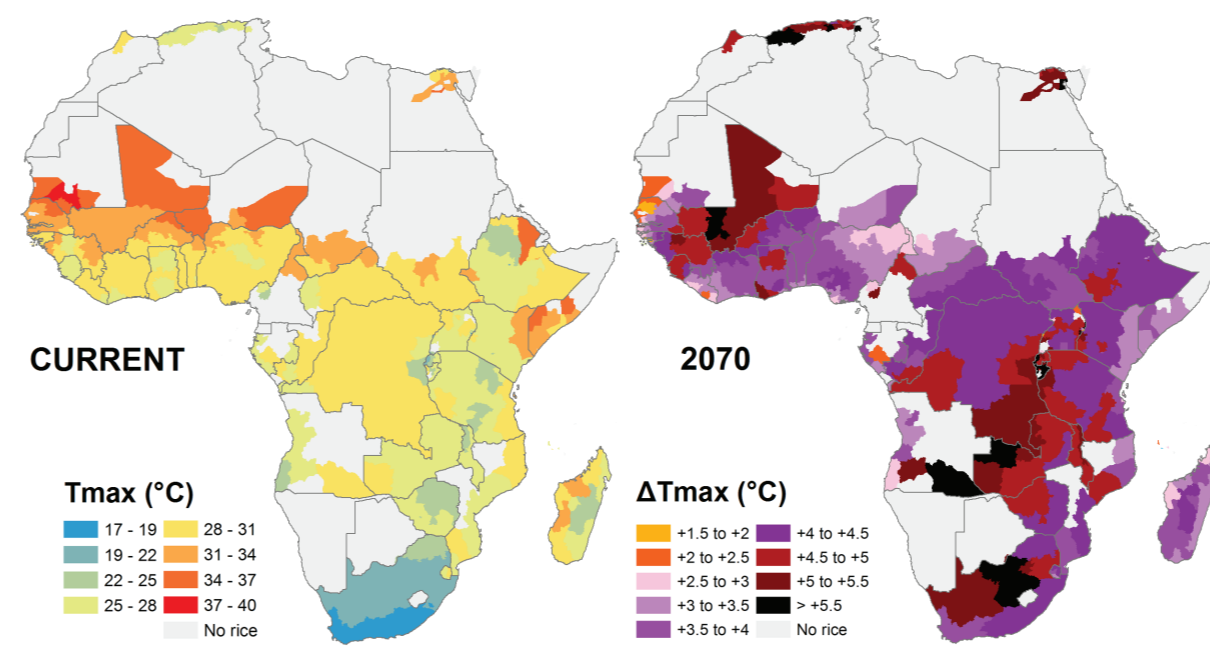 CURRENT
2070
Tmax (°C)
17 - 19
19 - 22
22 - 25
25 - 28
28 - 31
31 - 34
34 - 37
37 - 40
No rice
ΔTmax (°C)
+1.5 to +2
+2 to +2.5
+2.5 to +3
+3 to +3.5
+3.5 to +4
+4 to +4.5
+4.5 to +5
+5 to +5.5
> +5.5
No rice